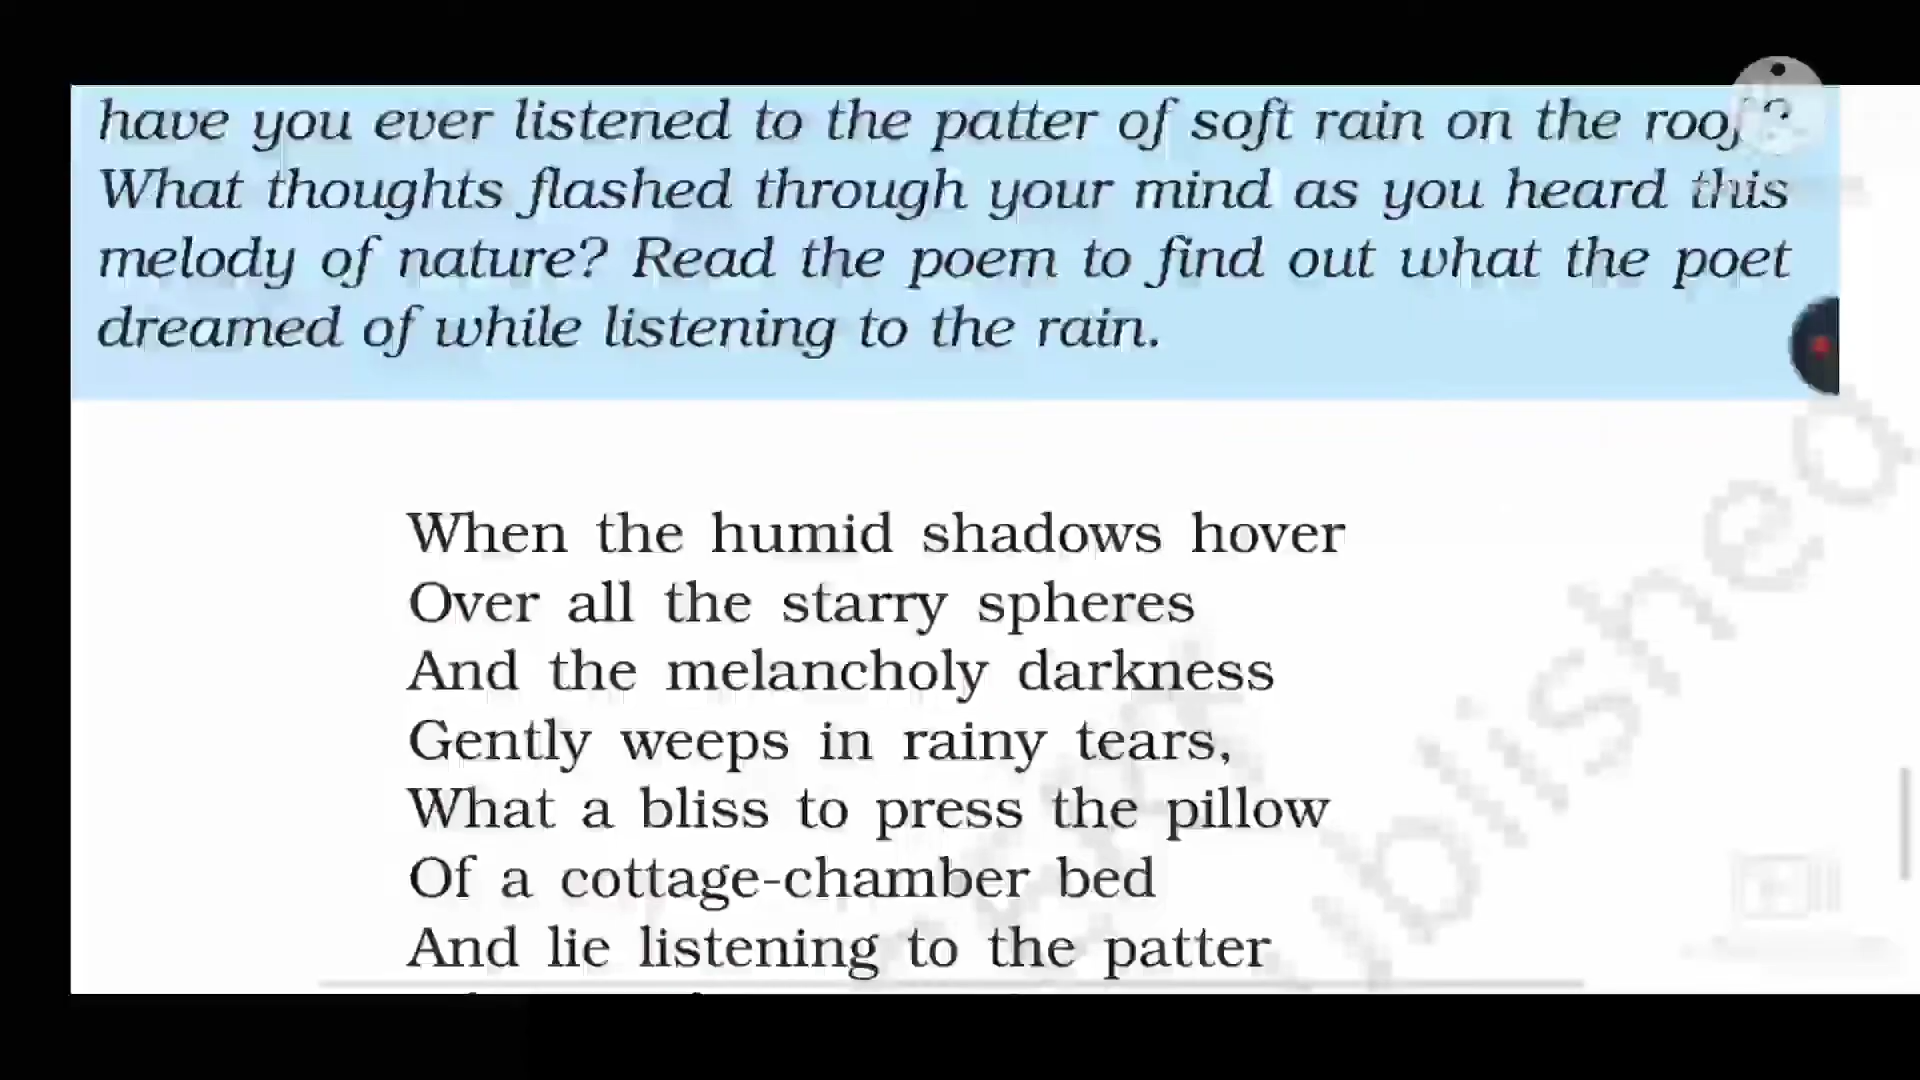 have you ever listened to the patter of soft rain on the roof?
What thoughts flashed through your mind as you heard this
melody of nature? Read the poem to find out what the poet
dreamed of while listening to the rain.
When the humid shadows hover
Over all the starry spheres
And the melancholy darkness
Gently weeps in rainy tears,
What a bliss to press the pillow
Of a cottage-chamber bed
And lie listening to the patter
blished